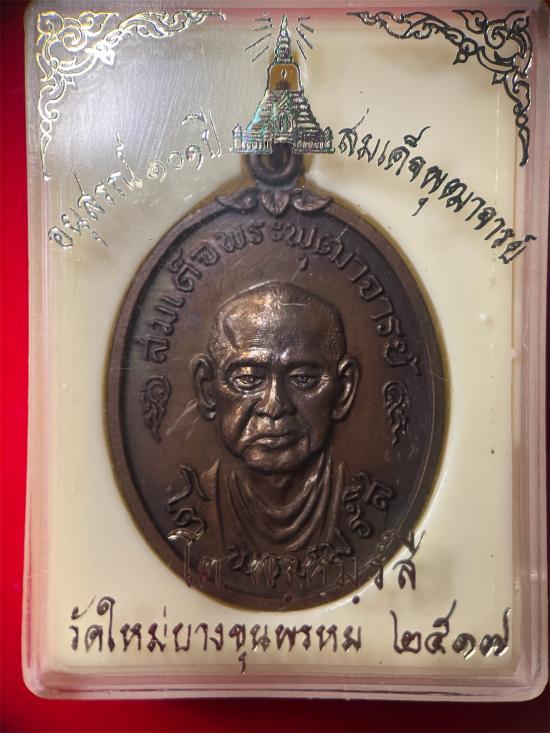 อนุสรณ์ ๑๐๑ ปี
สมเด็จพุฒาจารย์
สมเด็จพระพุฒาจารย์
โต พรหมรังสี
วัดใหม่บางขุนพรหม ๒๕๑๗